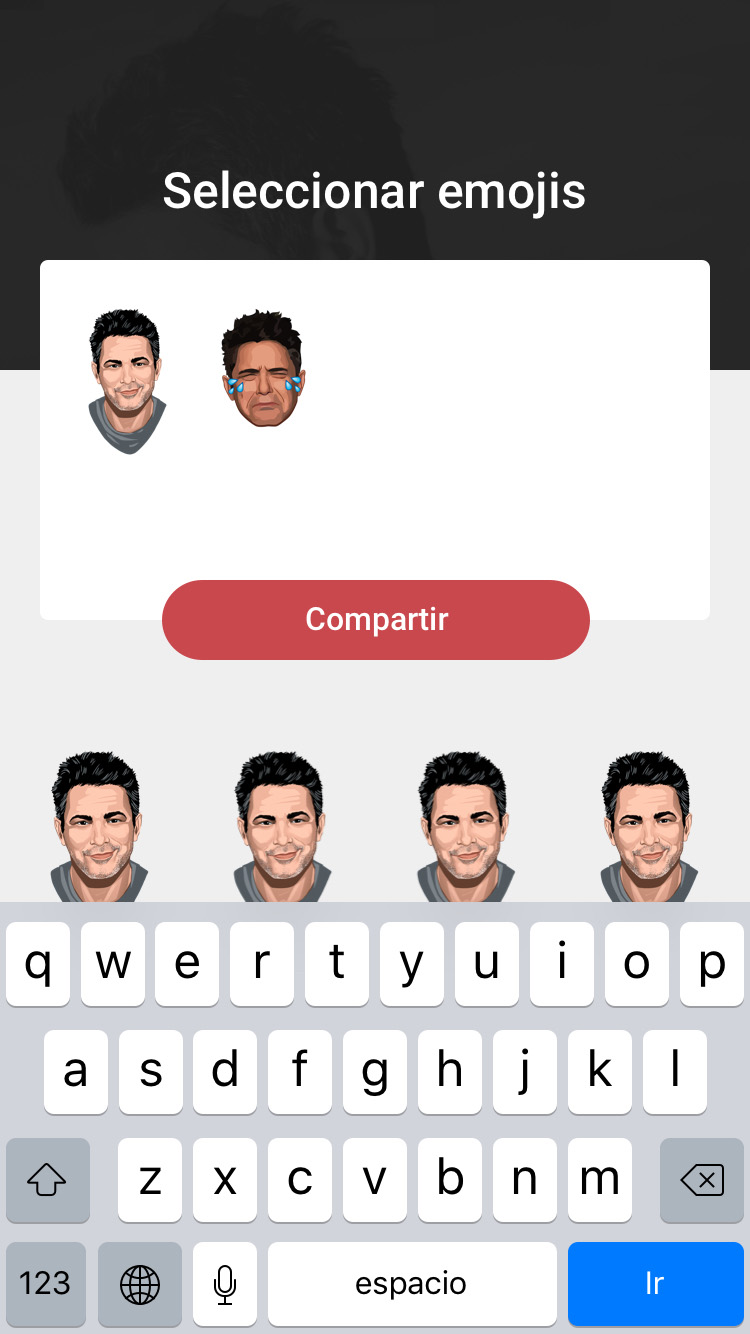 Seleccionar emojis
Compartir
q w e r t y u i o p
a s d f g h j k l
z x c v b n m
123 espacio Ir